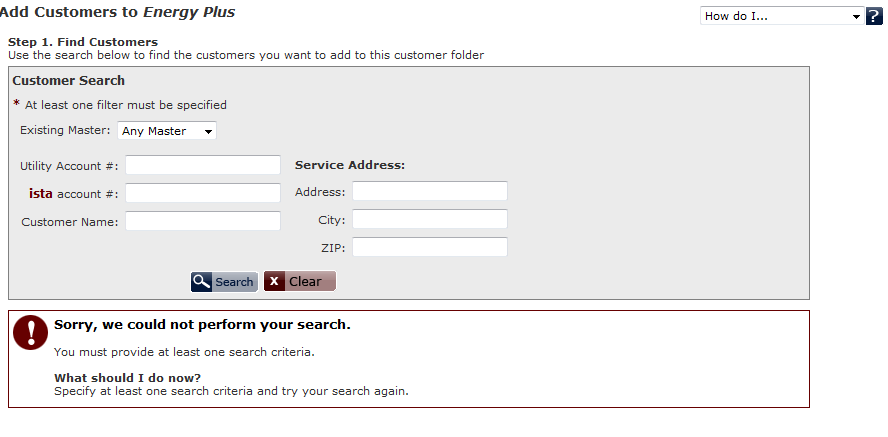 Add Customers to Energy Plus
How do I...
?
Step 1. Find Customers
Use the search below to find the customers you want to add to this customer folder
Customer Search
* At least one filter must be specified
Existing Master: Any Master
Utility Account #:
Service Address:
ista account #:
Address:
Customer Name:
City:
ZIP:
Search
X Clear
! Sorry, we could not perform your search.
You must provide at least one search criteria.
What should I do now?
Specify at least one search criteria and try your search again.